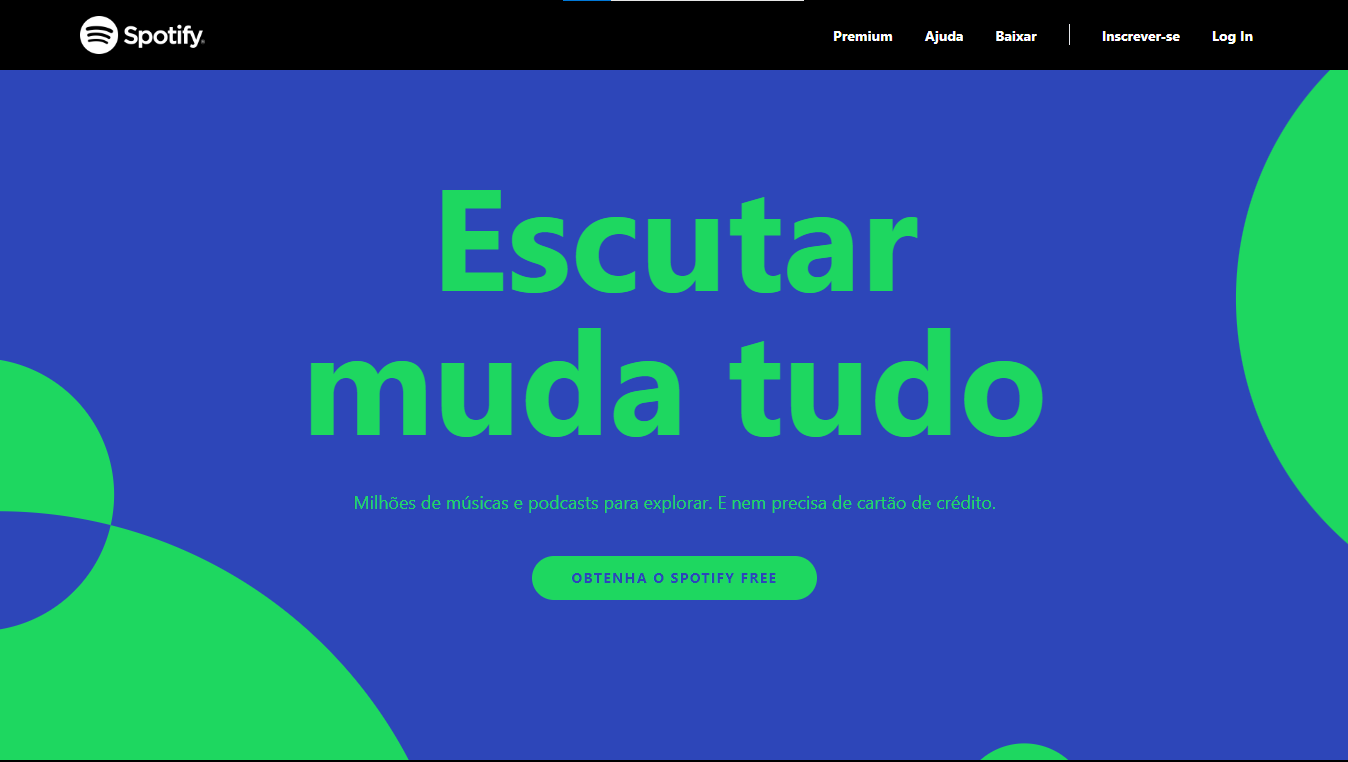 Spotify®
Premium Ajuda Baixar Inscrever-se Log In
Escutar
muda tudo
Milhões de músicas e podcasts para explorar. E nem precisa de cartão de crédito.
OBTENHA O SPOTIFY FREE